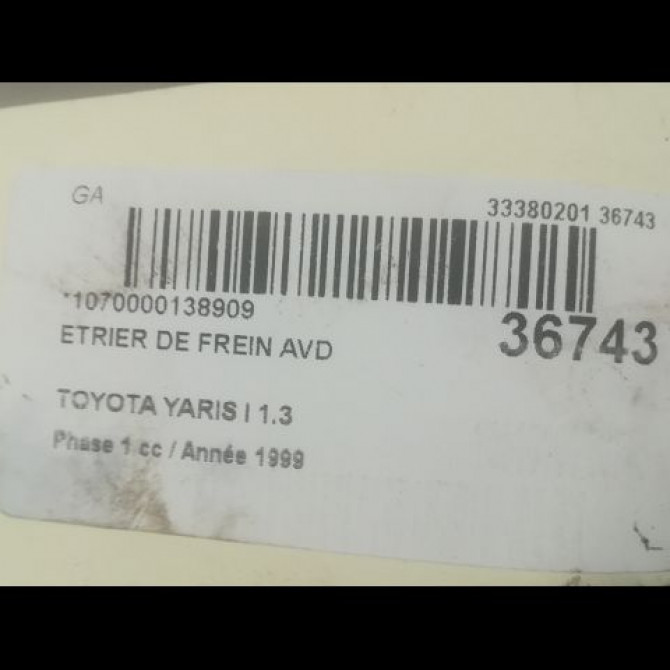 GA
33380201 36743
*1070000138909
36743
ETRIER DE FREIN AVD
TOYOTA YARIS I 1.3
Phase 1 cc / Année 1999